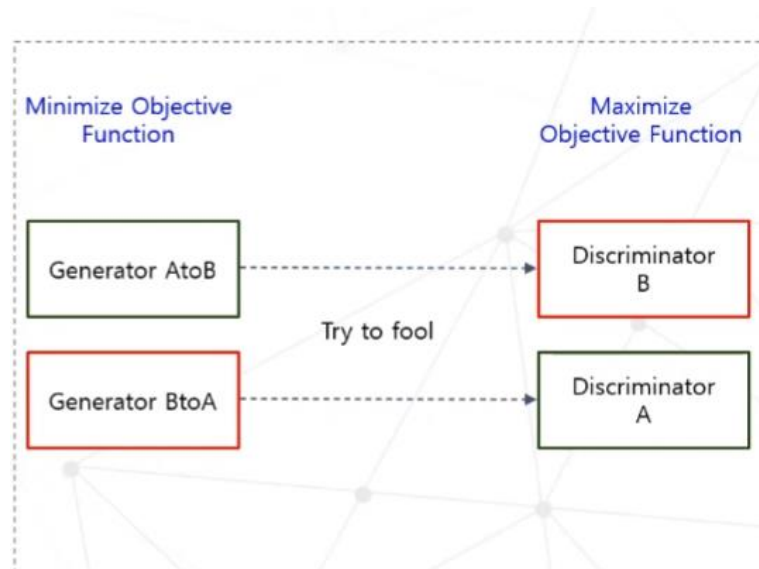 Minimize Objective
Function
Maximize
Objective Function
Generator AtoB
Discriminator
B
Try to fool
Generator BtoA
Discriminator
A